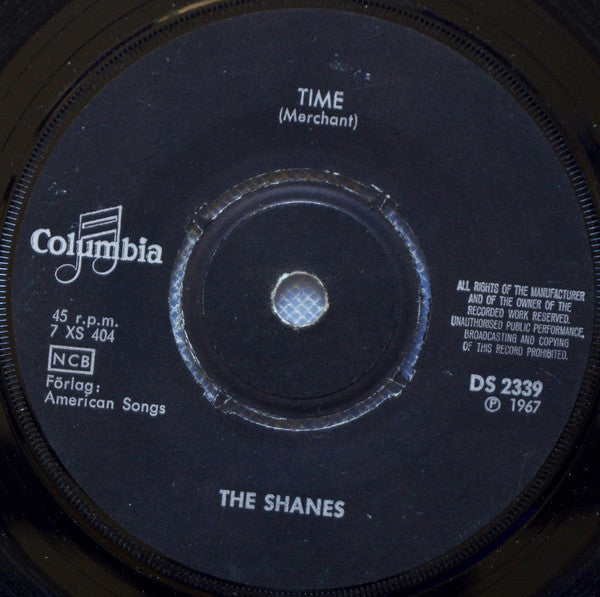 TIME
(Merchant)
Columbia
45 r.p.m.
7 XS 404
NCB
Förlag:
American Songs
ALL RIGHTS OF THE MANUFACTURER
AND OF THE OWNER OF THE
RECORDED WORK RESERVED.
UNAUTHORISED PUBLIC PERFORMANCE,
BROADCASTING AND COPYING
OF THIS RECORD PROHIBITED.
DS 2339
℗ 1967
THE SHANES